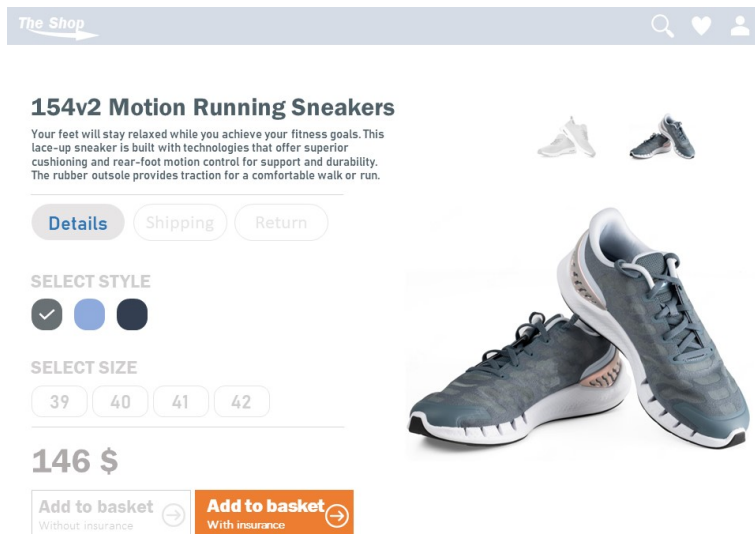 The Shop
154v2 Motion Running Sneakers
Your feet will stay relaxed while you achieve your fitness goals. This
lace-up sneaker is built with technologies that offer superior
cushioning and rear-foot motion control for support and durability.
The rubber outsole provides traction for a comfortable walk or run.
Details Shipping Return
SELECT STYLE
SELECT SIZE
39 40 41 42
146 $
Add to basket Add to basket
Without insurance With insurance